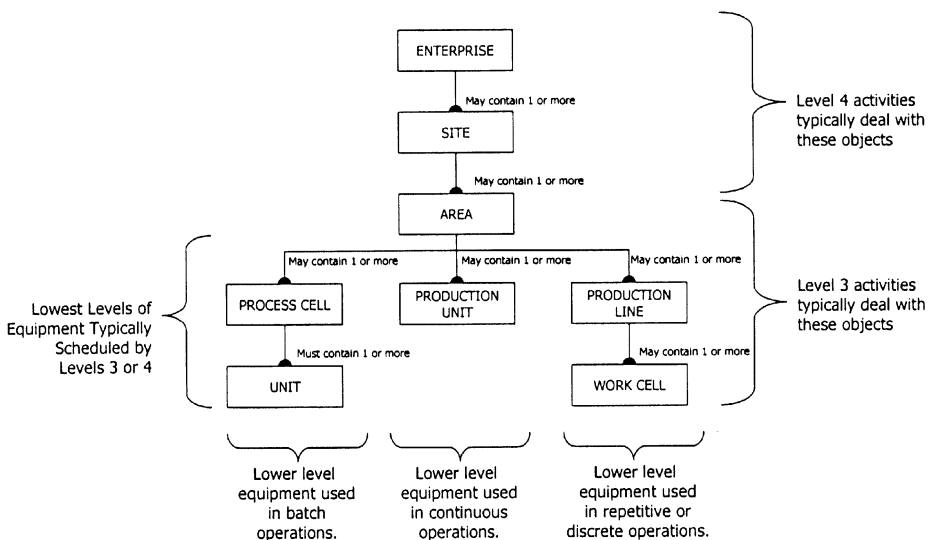 ENTERPRISE
May contain 1 or more
SITE
May contain 1 or more
AREA
Level 4 activities
typically deal with
these objects
May contain 1 or more
May contain 1 or more
May contain 1 or more
PROCESS CELL
PRODUCTION
UNIT
PRODUCTION
LINE
Must contain 1 or more
May contain 1 or more
UNIT
WORK CELL
Lowest Levels of
Equipment Typically
Scheduled by
Levels 3 or 4
Level 3 activities
typically deal with
these objects
Lower level
equipment used
in batch
operations.
Lower level
equipment used
in continuous
operations.
Lower level
equipment used
in repetitive or
discrete operations.